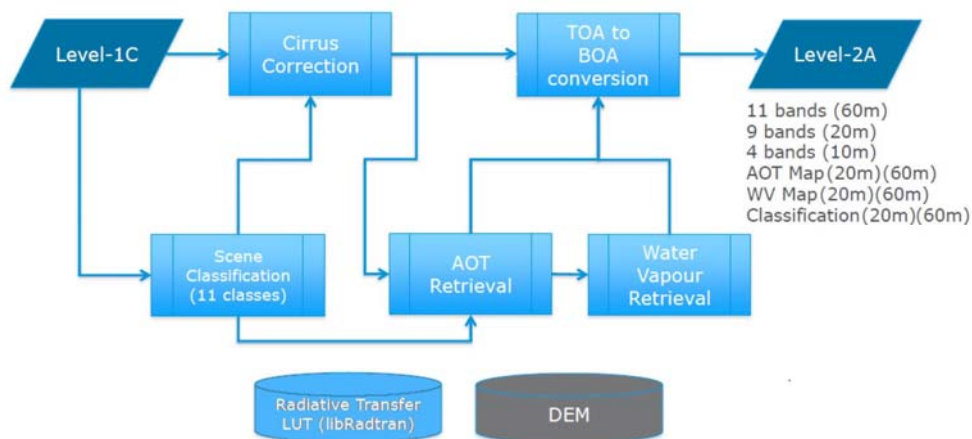 Level-1C
Cirrus
Correction
TOA to
BOA
conversion
Level-2A
11 bands (60m)
9 bands (20m)
4 bands (10m)
AOT Map(20m)(60m)
WV Map(20m)(60m)
Classification(20m)(60m)
Scene
Classification
(11 classes)
AOT
Retrieval
Water
Vapour
Retrieval
Radiative Transfer
LUT (libRadtran)
DEM